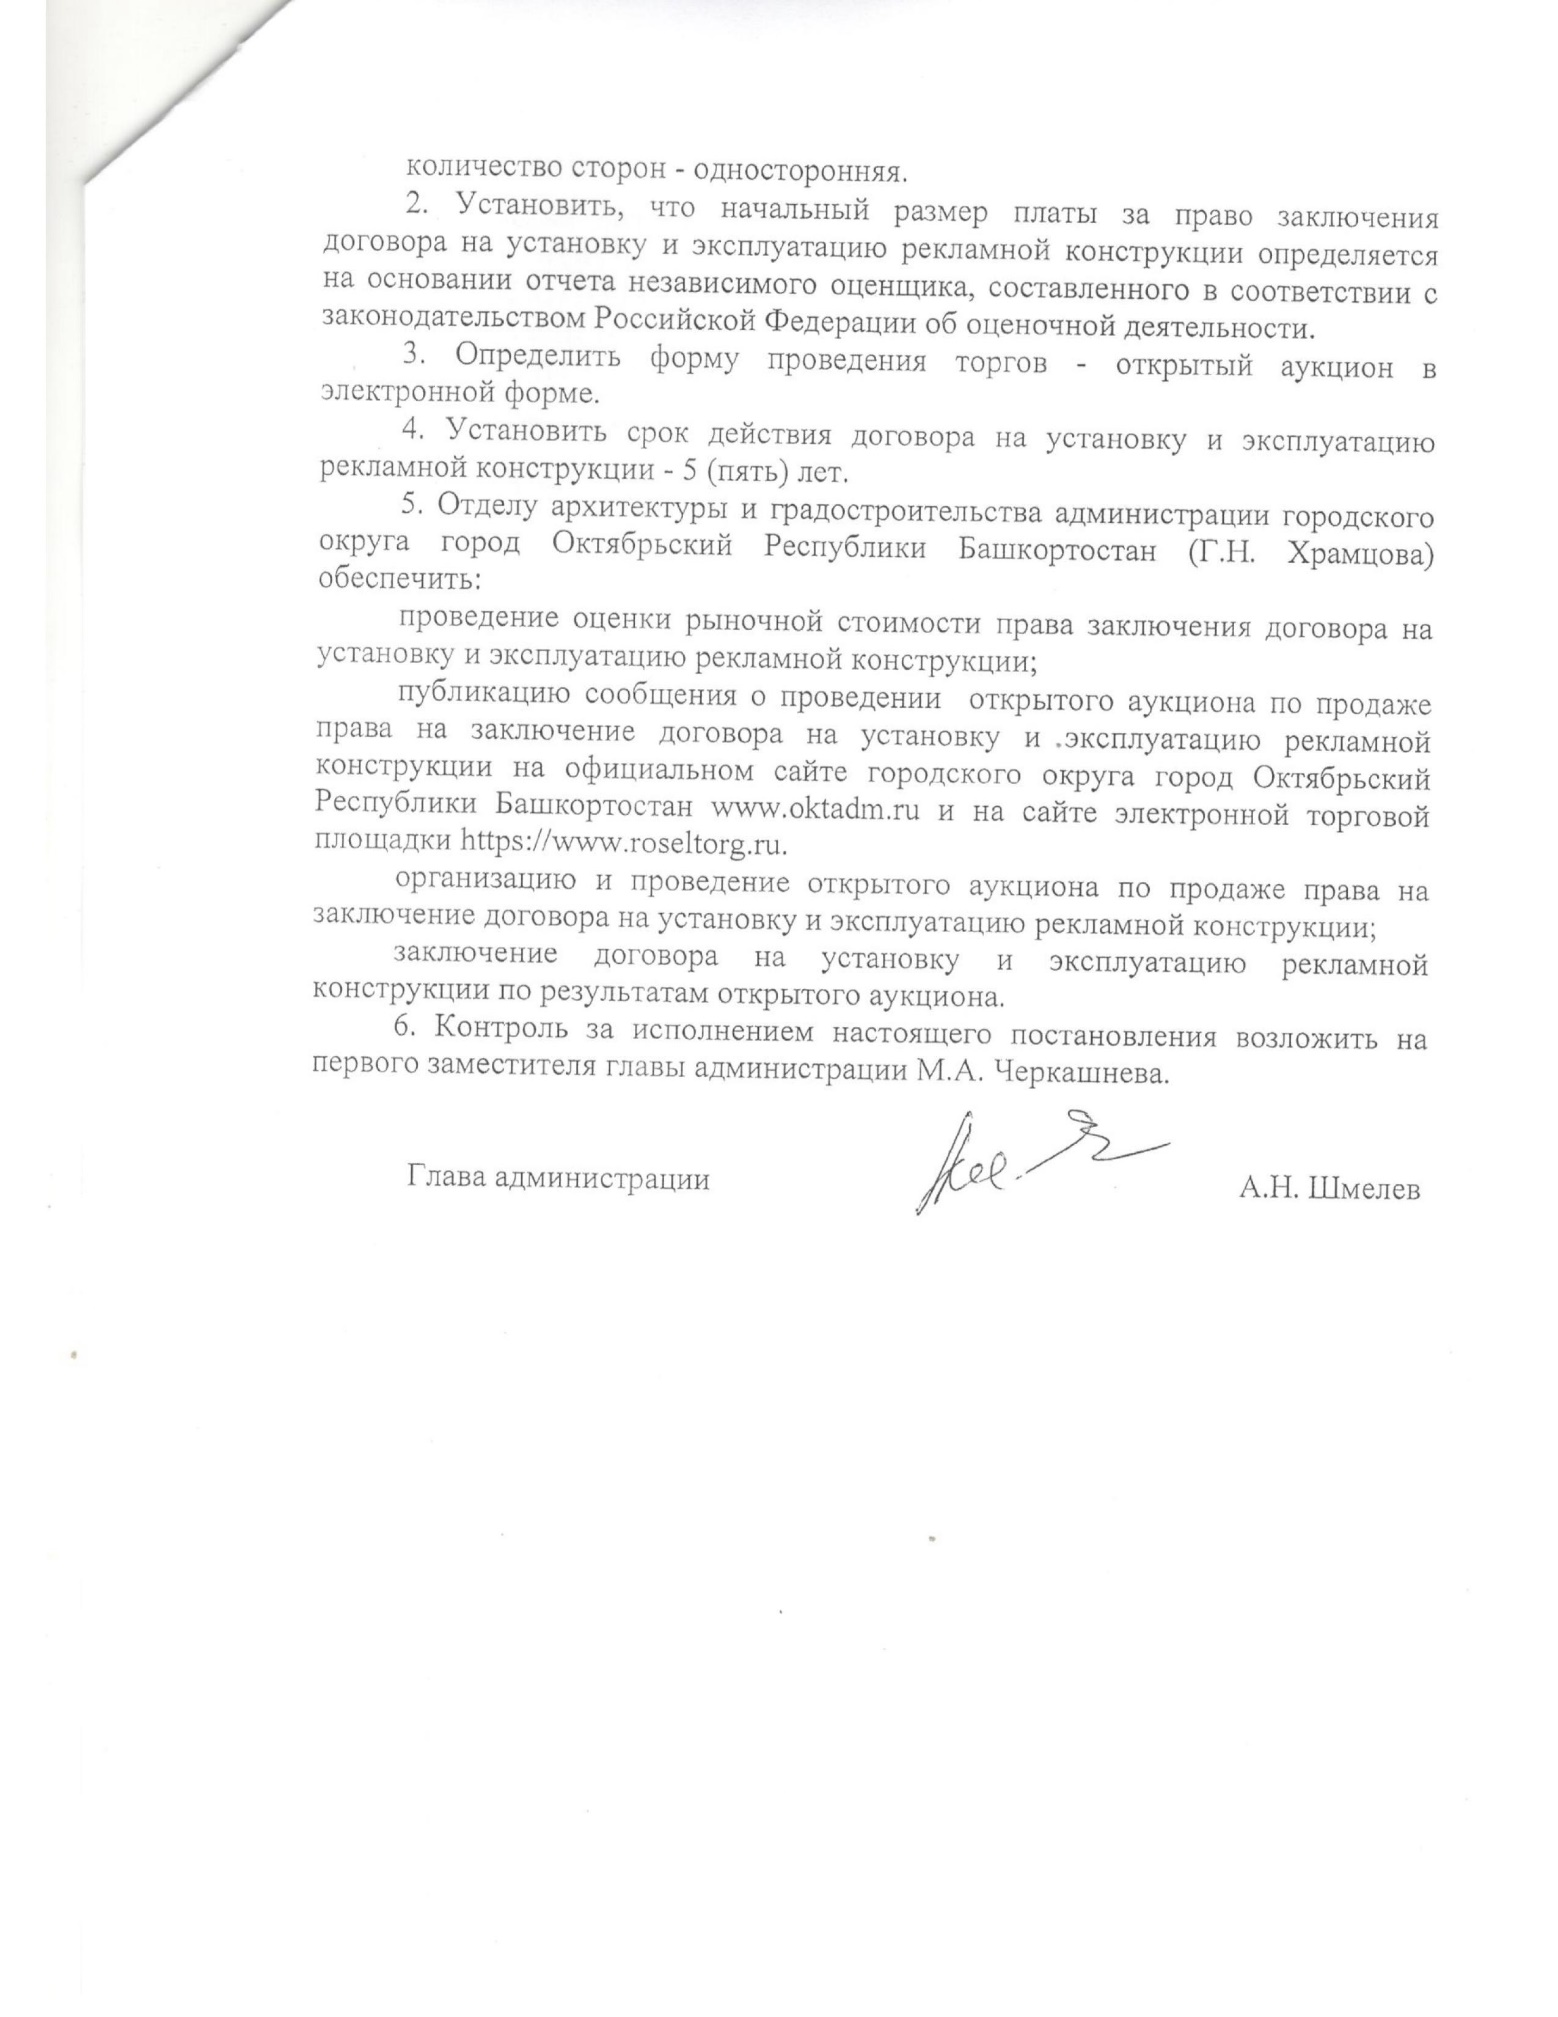 количество сторон - односторонняя.
2. Установить, что начальный размер платы за право заключения
договора на установку и эксплуатацию рекламной конструкции определяется
на основании отчета независимого оценщика, составленного в соответствии с
законодательством Российской Федерации об оценочной деятельности.
3. Определить форму проведения торгов - открытый аукцион в
электронной форме.
4. Установить срок действия договора на установку и эксплуатацию
рекламной конструкции - 5 (пять) лет.
5. Отделу архитектуры и градостроительства администрации городского
округа город Октябрьский Республики Башкортостан (Г.Н. Храмцова)
обеспечить:
проведение оценки рыночной стоимости права заключения договора на
установку и эксплуатацию рекламной конструкции;
публикацию сообщения о проведении открытого аукциона по продаже
права на заключение договора на установку и эксплуатацию рекламной
конструкции на официальном сайте городского округа город Октябрьский
Республики Башкортостан www.oktadm.ru и на сайте электронной торговой
площадки https://www.roseltorg.ru.
организацию и проведение открытого аукциона по продаже права на
заключение договора на установку и эксплуатацию рекламной конструкции;
заключение договора на установку и эксплуатацию рекламной
конструкции по результатам открытого аукциона.
6. Контроль за исполнением настоящего постановления возложить на
первого заместителя главы администрации М.А. Черкашнева.
Глава администрации А.Н. Шмелев